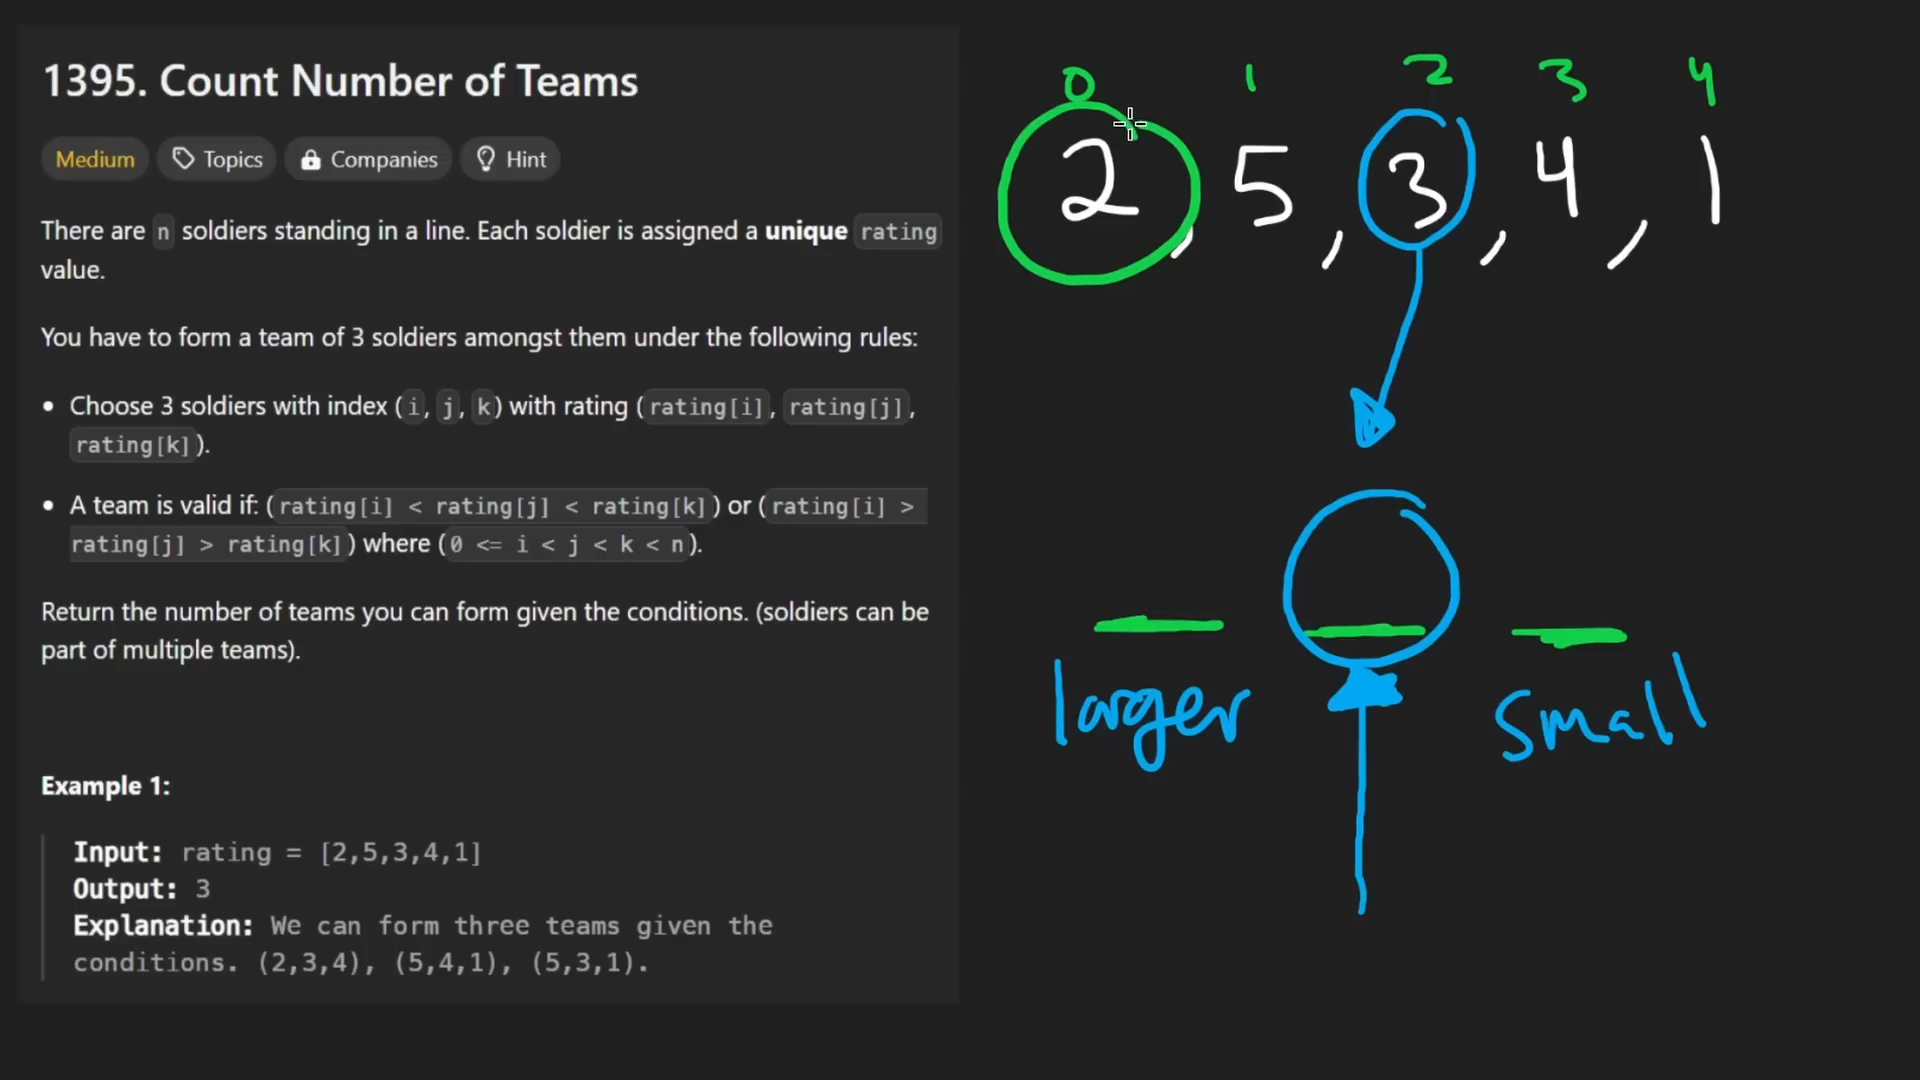 1395. Count Number of Teams
Medium Topics Companies Hint
There are n soldiers standing in a line. Each soldier is assigned a unique rating
value.
You have to form a team of 3 soldiers amongst them under the following rules:
• Choose 3 soldiers with index (i, j, k) with rating (rating[i], rating[j],
rating[k]).
• A team is valid if: (rating[i] < rating[j] < rating[k]) or (rating[i] >
rating[j] > rating[k]) where (0 <= i < j < k < n).
Return the number of teams you can form given the conditions. (soldiers can be
part of multiple teams).
Example 1:
Input: rating = [2,5,3,4,1]
Output: 3
Explanation: We can form three teams given the
conditions. (2,3,4), (5,4,1), (5,3,1).
0 1 2 3 4
2, 5, 3, 4, 1
larger small